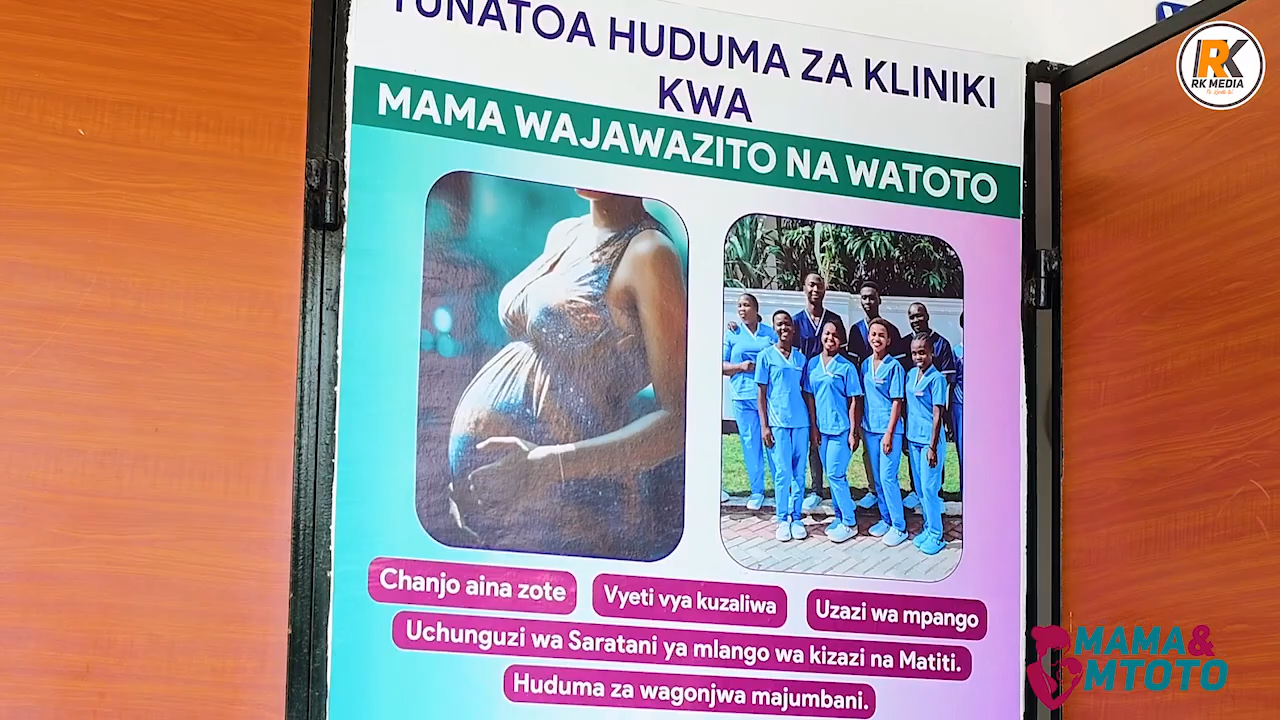 TUNATOA HUDUMA ZA KLINIKI
KWA
MAMA WAJAWAZITO NA WATOTO
Chanjo aina zote
Vyeti vya kuzaliwa
Uzazi wa mpango
Uchunguzi wa Saratani ya mlango wa kizazi na Matiti.
Huduma za wagonjwa majumbani.
RK
RK MEDIA
MAMA&
MTOTO